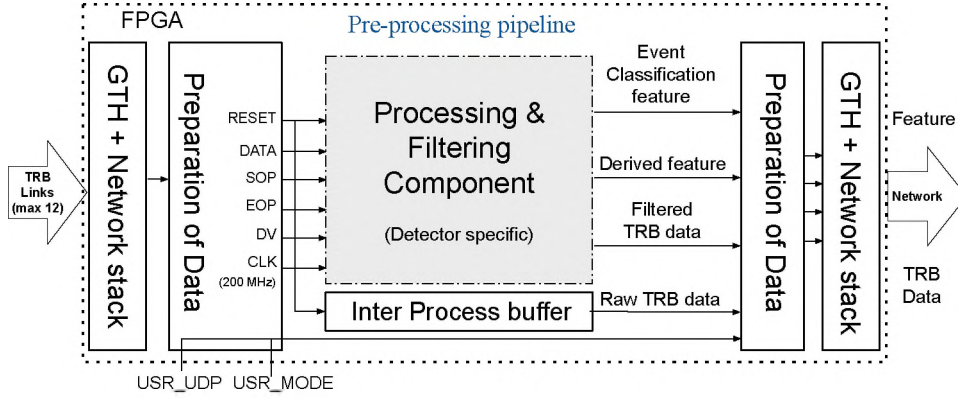 FPGA
Pre-processing pipeline
TRB
Links
(max 12)
GTH + Network stack
Preparation of Data
RESET
DATA
SOP
EOP
DV
CLK
(200 MHz)
Processing &
Filtering
Component
(Detector specific)
Inter Process buffer
Event
Classification
feature
Derived feature
Filtered
TRB data
Raw TRB data
Preparation of Data
GTH + Network stack
Feature
Network
TRB
Data
USR_UDP
USR_MODE